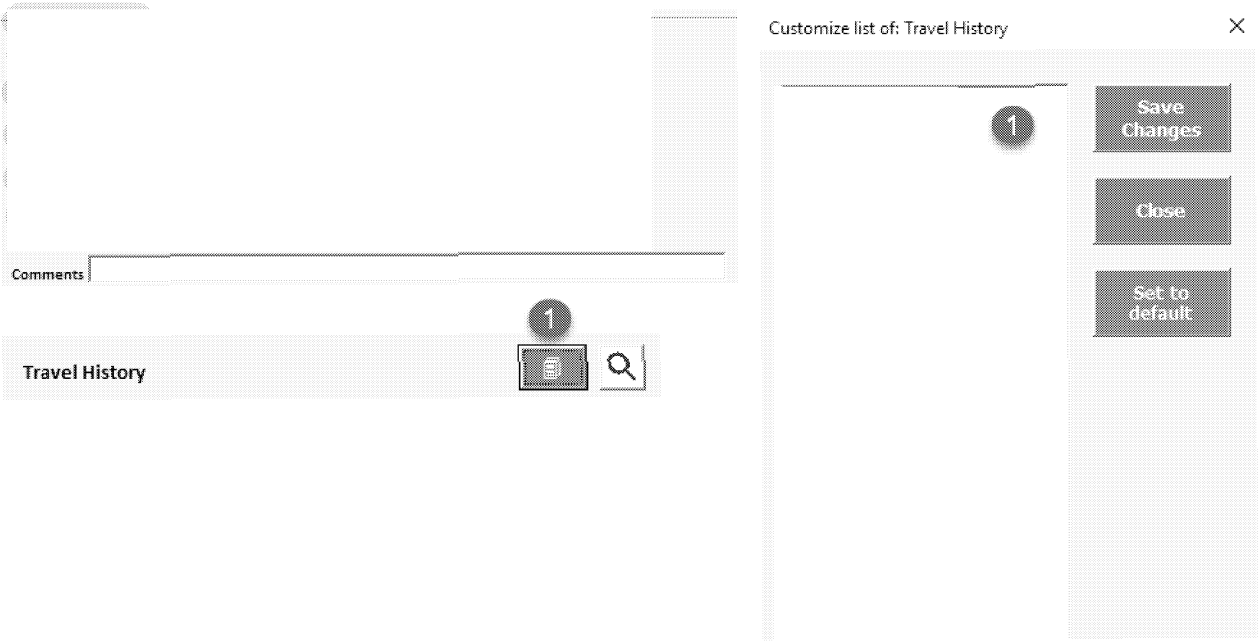 Comments
1
Travel History
Customize list of: Travel History
1
Save
Changes
Close
Set to
default